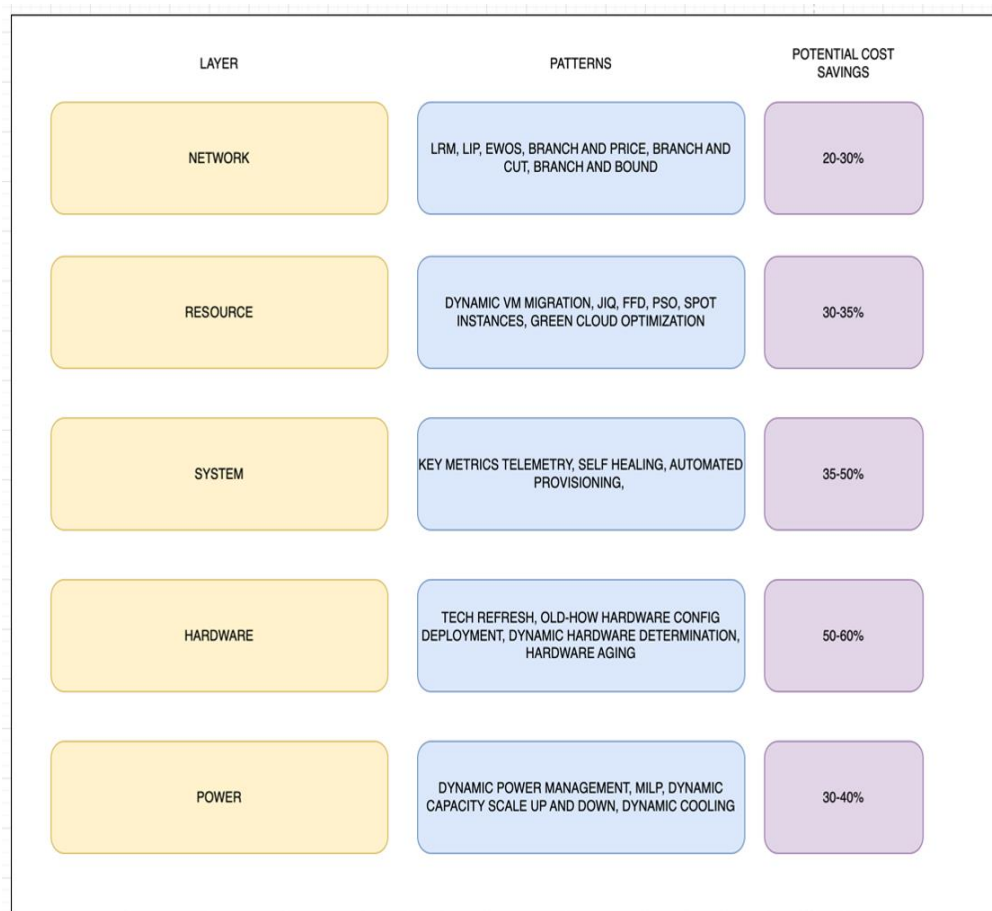 LAYER
PATTERNS
POTENTIAL COST
SAVINGS
NETWORK
LRM, LIP, EWOS, BRANCH AND PRICE, BRANCH AND
CUT, BRANCH AND BOUND
20-30%
RESOURCE
DYNAMIC VM MIGRATION, JIQ, FFD, PSO, SPOT
INSTANCES, GREEN CLOUD OPTIMIZATION
30-35%
SYSTEM
KEY METRICS TELEMETRY, SELF HEALING, AUTOMATED
PROVISIONING,
35-50%
HARDWARE
TECH REFRESH, OLD-HOW HARDWARE CONFIG
DEPLOYMENT, DYNAMIC HARDWARE DETERMINATION,
HARDWARE AGING
50-60%
POWER
DYNAMIC POWER MANAGEMENT, MILP, DYNAMIC
CAPACITY SCALE UP AND DOWN, DYNAMIC COOLING
30-40%